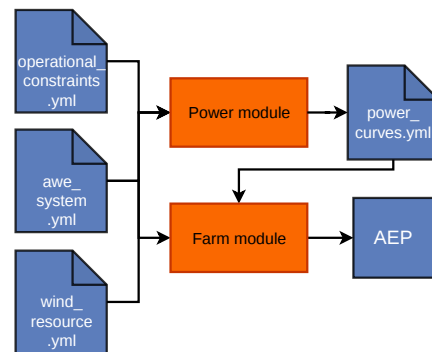 operational_
constraints
.yml
Power module
power_
curves.yml
awe_
system
.yml
Farm module
AEP
wind_
resource
.yml